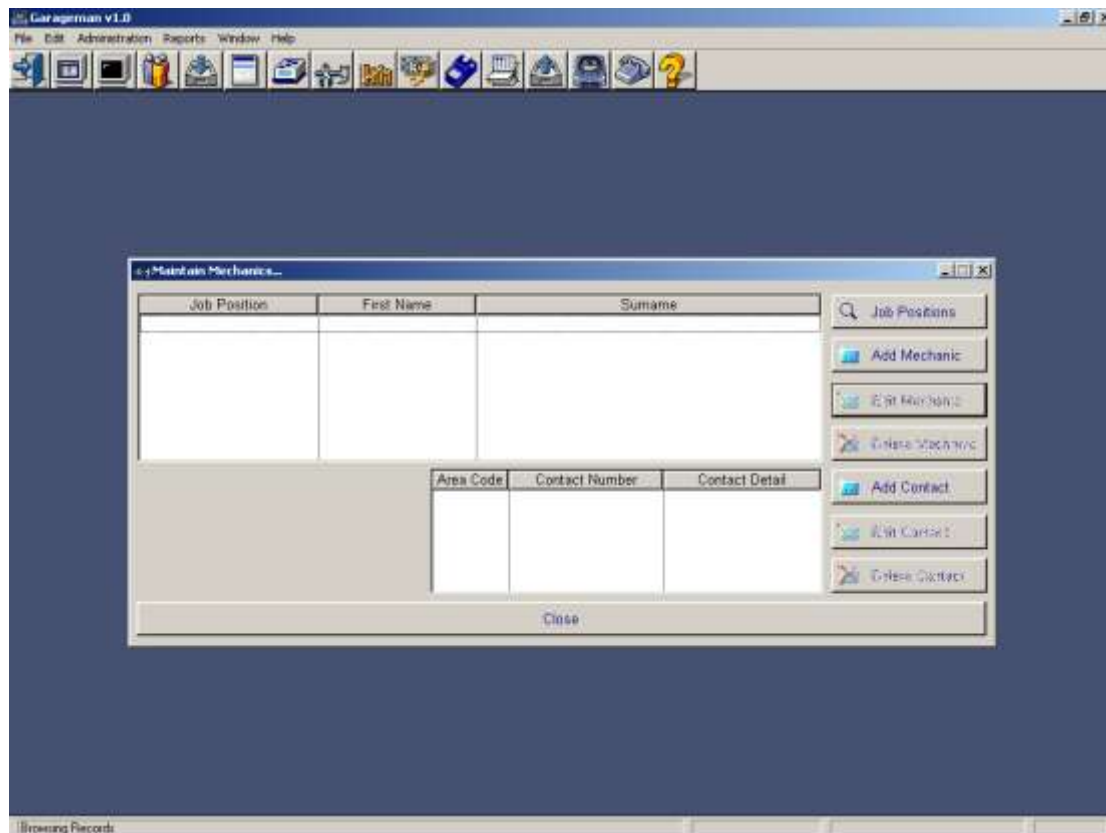 Garageman v1.0
File Edit Administration Reports Window Help
Maintain Mechanics...
Job Position First Name Surname
Job Positions
Add Mechanic
Edit Mechanic
Delete Mechanic
Area Code Contact Number Contact Detail
Add Contact
Edit Contact
Delete Contact
Close
Browsing Records